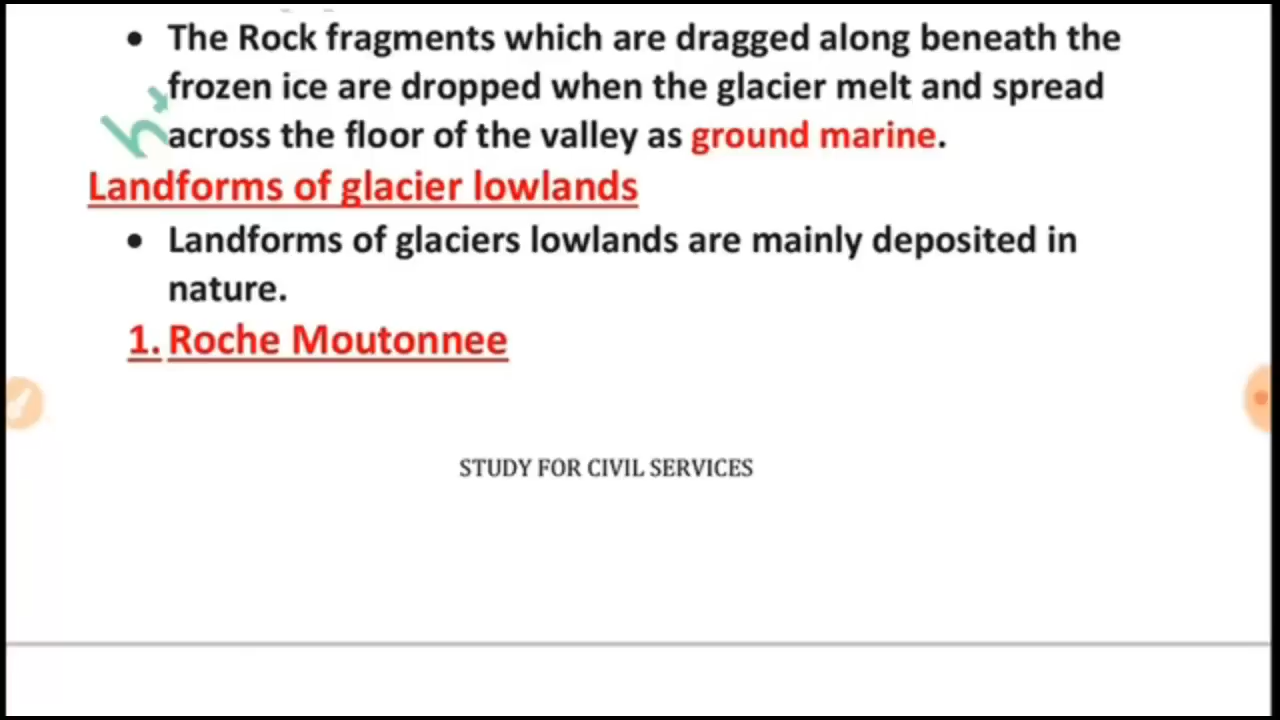 • The Rock fragments which are dragged along beneath the
frozen ice are dropped when the glacier melt and spread
across the floor of the valley as ground marine.
Landforms of glacier lowlands
• Landforms of glaciers lowlands are mainly deposited in
nature.
1. Roche Moutonnee
STUDY FOR CIVIL SERVICES